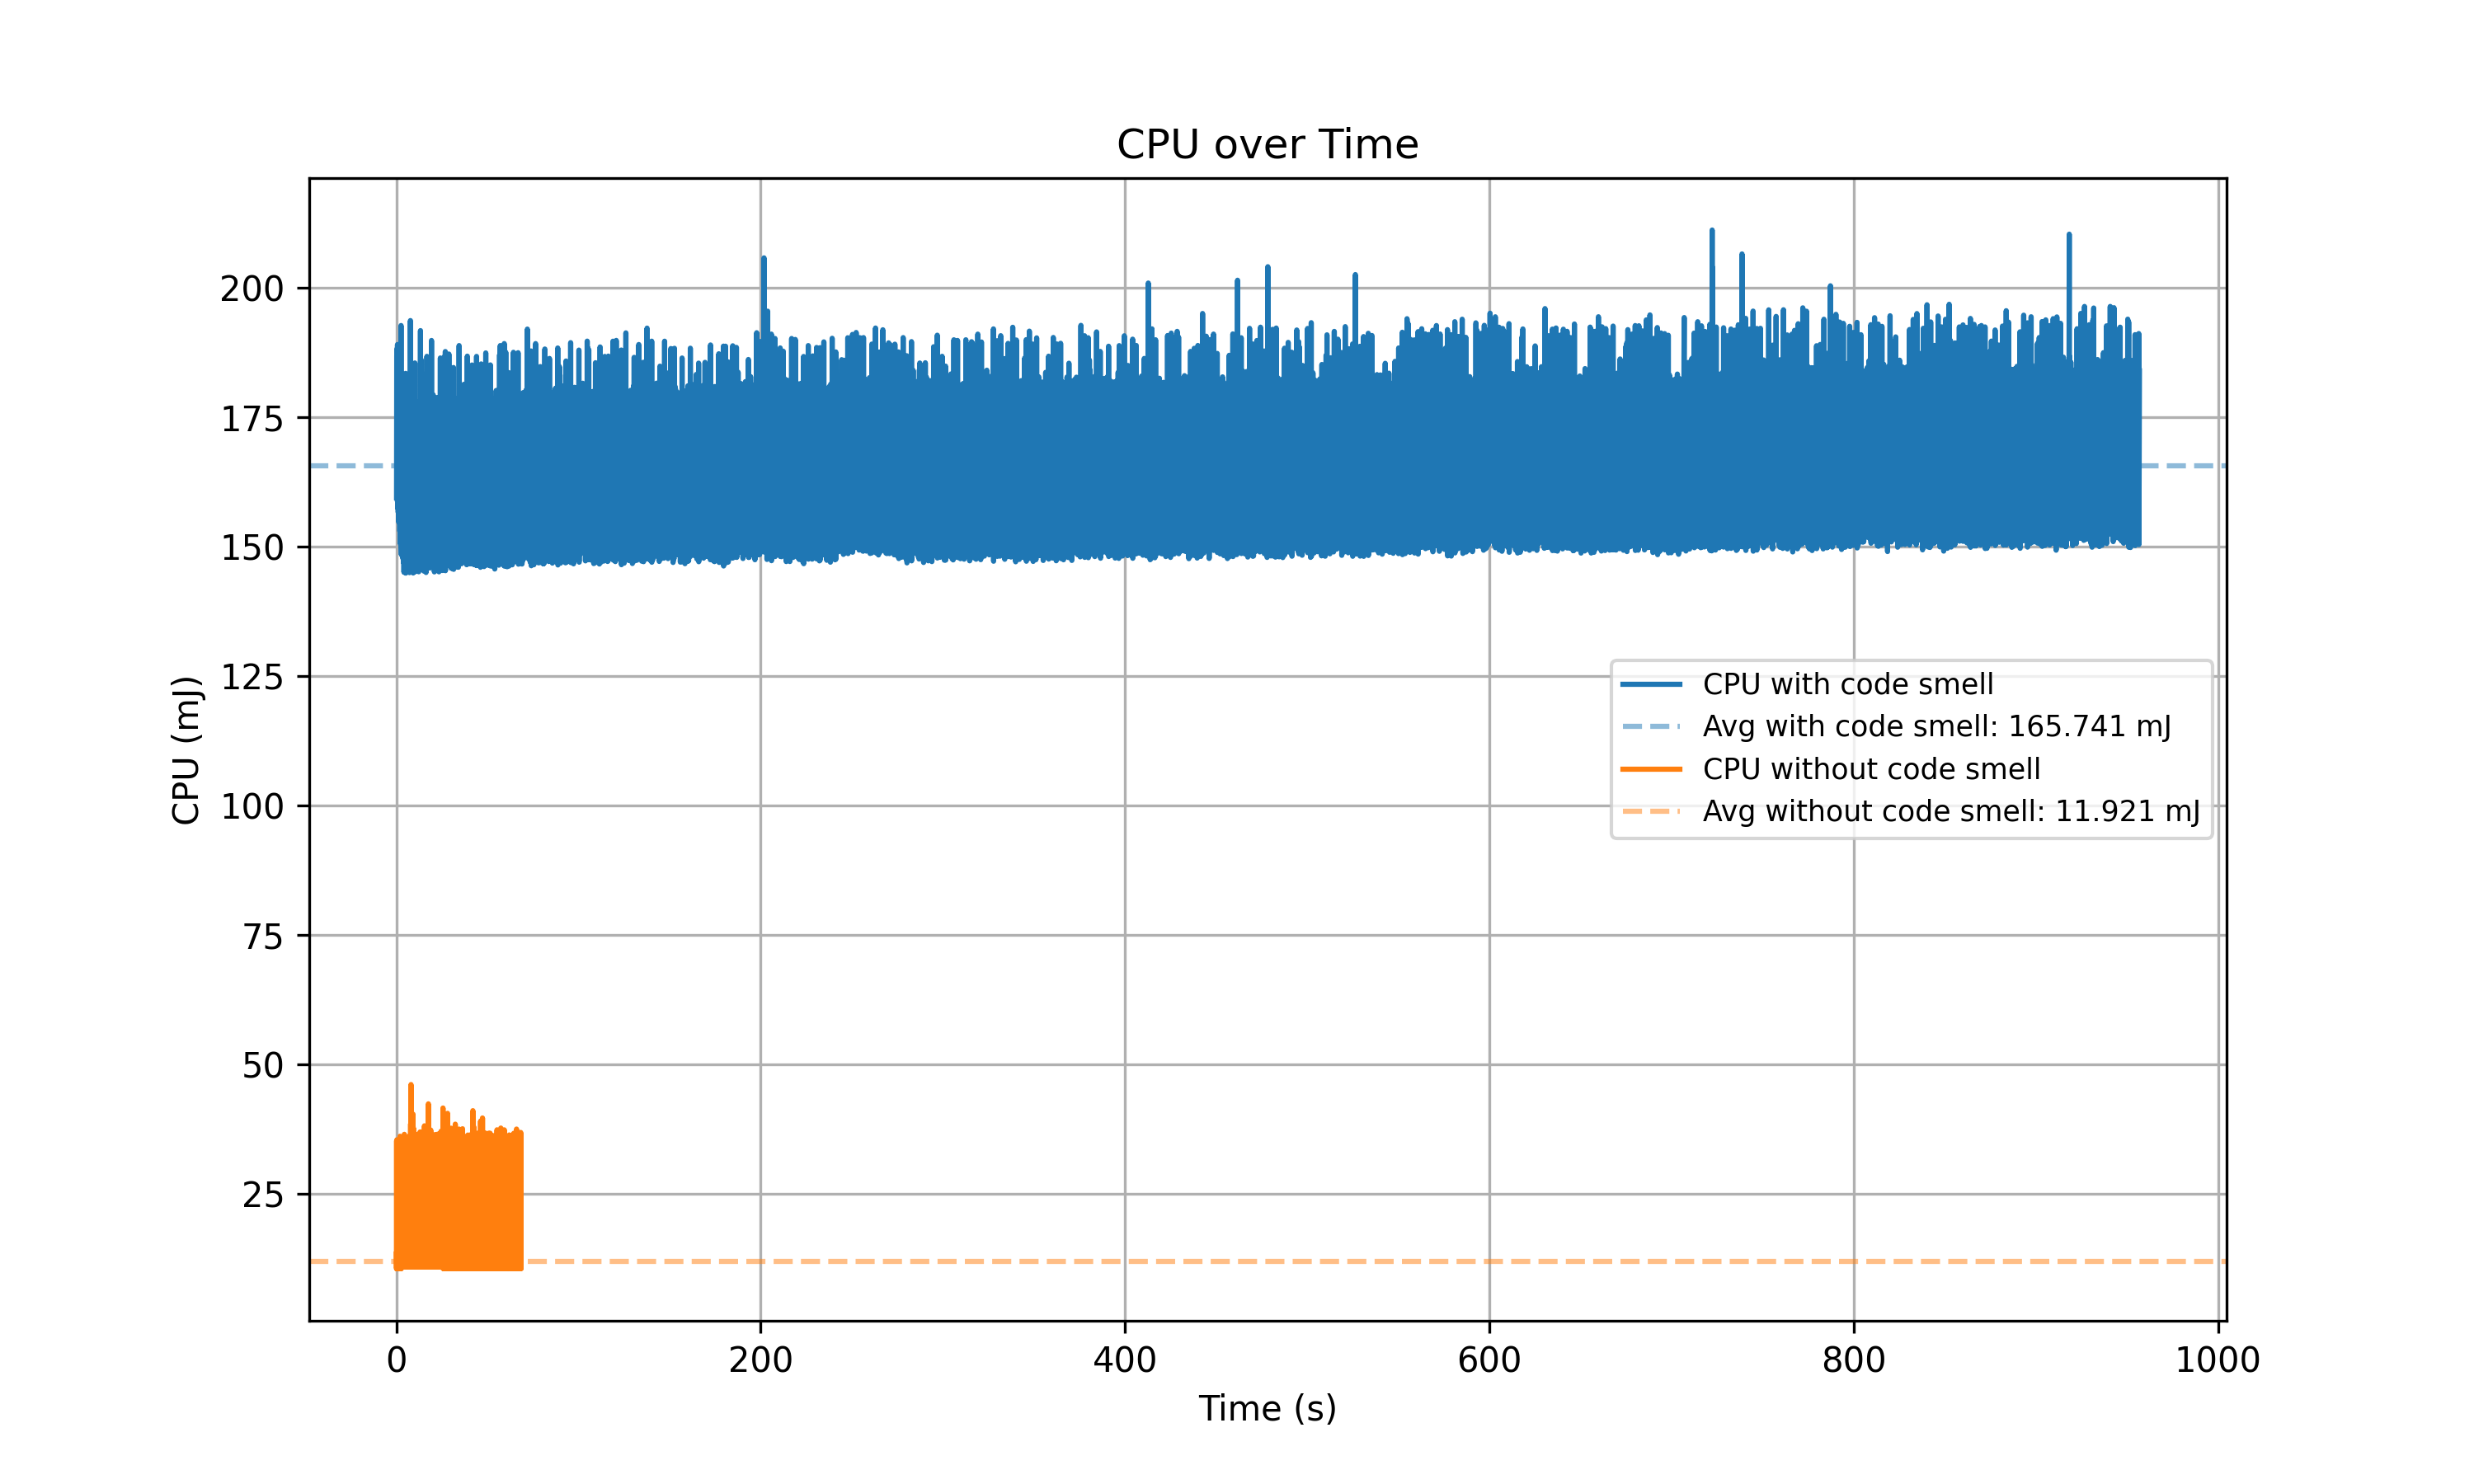 CPU over Time
CPU (mJ)
200
175
150
125
100
75
50
25
CPU with code smell
Avg with code smell: 165.741 mJ
CPU without code smell
Avg without code smell: 11.921 mJ
0 200 400 600 800 1000
Time (s)